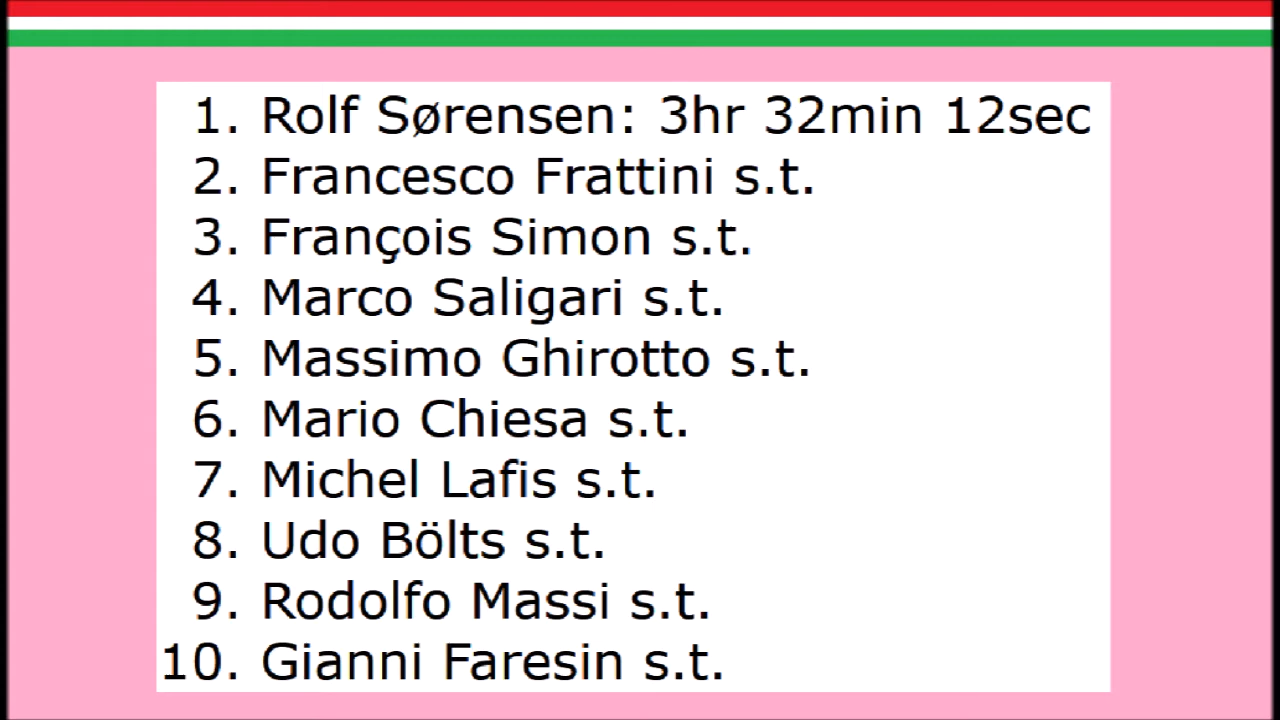 1. Rolf Sørensen: 3hr 32min 12sec
2. Francesco Frattini s.t.
3. François Simon s.t.
4. Marco Saligari s.t.
5. Massimo Ghirotto s.t.
6. Mario Chiesa s.t.
7. Michel Lafis s.t.
8. Udo Bölts s.t.
9. Rodolfo Massi s.t.
10. Gianni Faresin s.t.